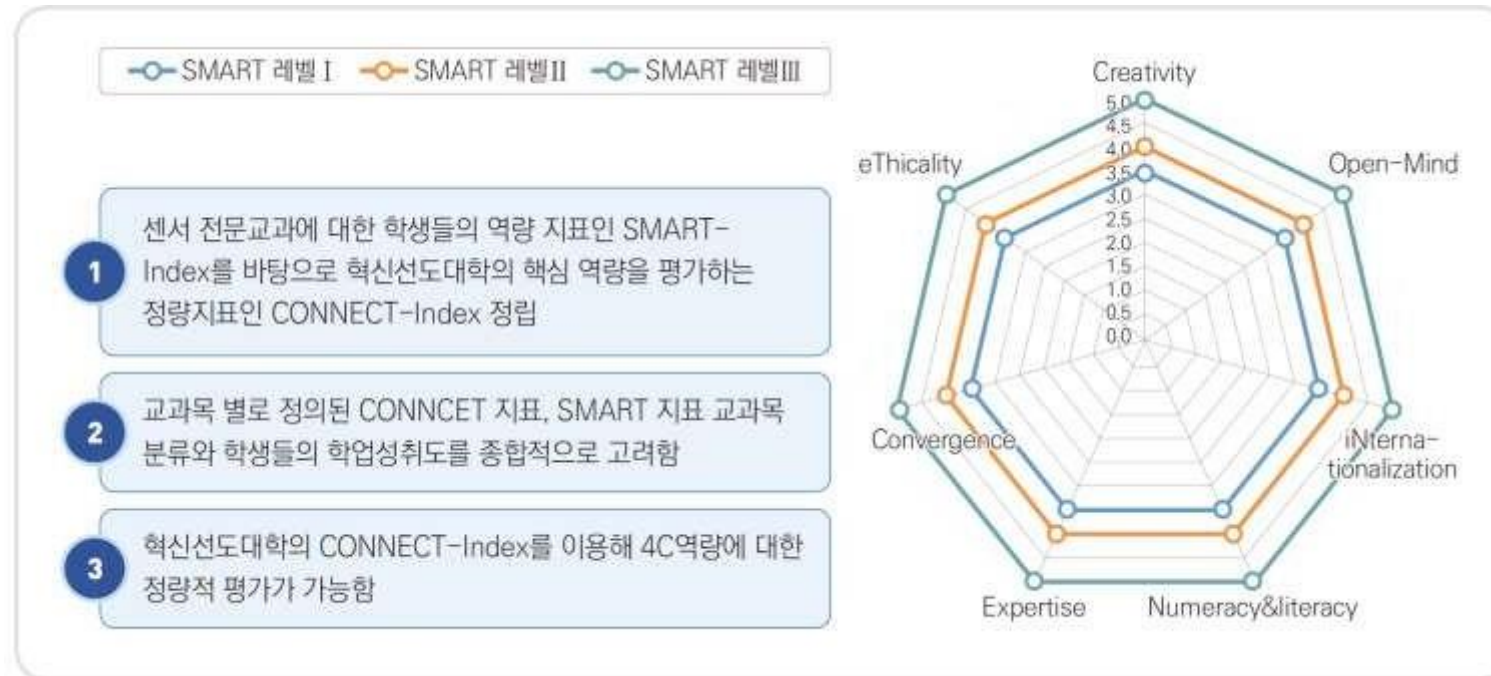 SMART 레벨 Ⅰ SMART 레벨Ⅱ SMART 레벨Ⅲ
1
센서 전문교과에 대한 학생들의 역량 지표인 SMART-
Index를 바탕으로 혁신선도대학의 핵심 역량을 평가하는
정량지표인 CONNECT-Index 정립
2
교과목 별로 정의된 CONNCET 지표, SMART 지표 교과목
분류와 학생들의 학업성취도를 종합적으로 고려함
3
혁신선도대학의 CONNECT-Index를 이용해 4C역량에 대한
정량적 평가가 가능함
Creativity
5.0
4.5
4.0
3.5
3.0
2.5
2.0
1.5
1.0
0.5
0.0
eThicality
Open-Mind
Convergence
iNterna-
tionalization
Expertise
Numeracy&literacy